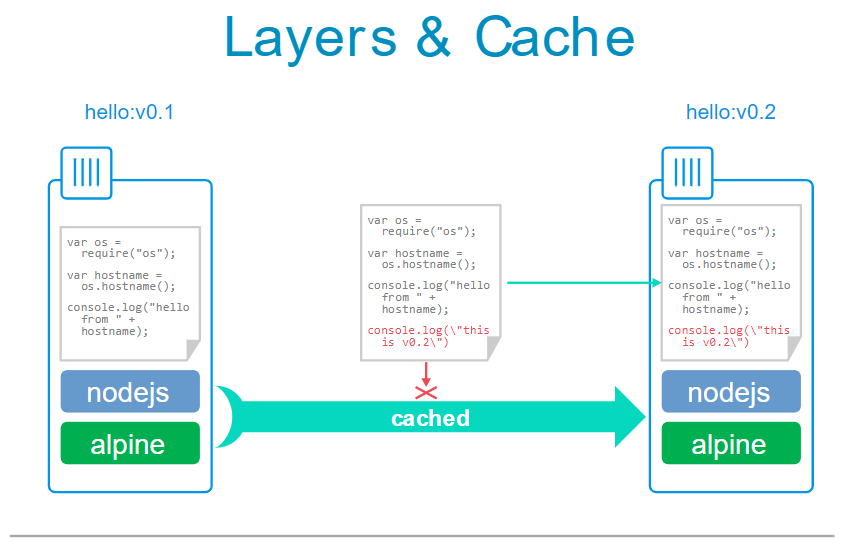 Layers & Cache
hello:v0.1
hello:v0.2
var os =
require("os");
var hostname =
os.hostname();
console.log("hello
from " +
hostname);
nodejs
alpine
var os =
require("os");
var hostname =
os.hostname();
console.log("hello
from " +
hostname);
console.log(\"this
is v0.2\")
cached
var os =
require("os");
var hostname =
os.hostname();
console.log("hello
from " +
hostname);
console.log(\"this
is v0.2\")
nodejs
alpine